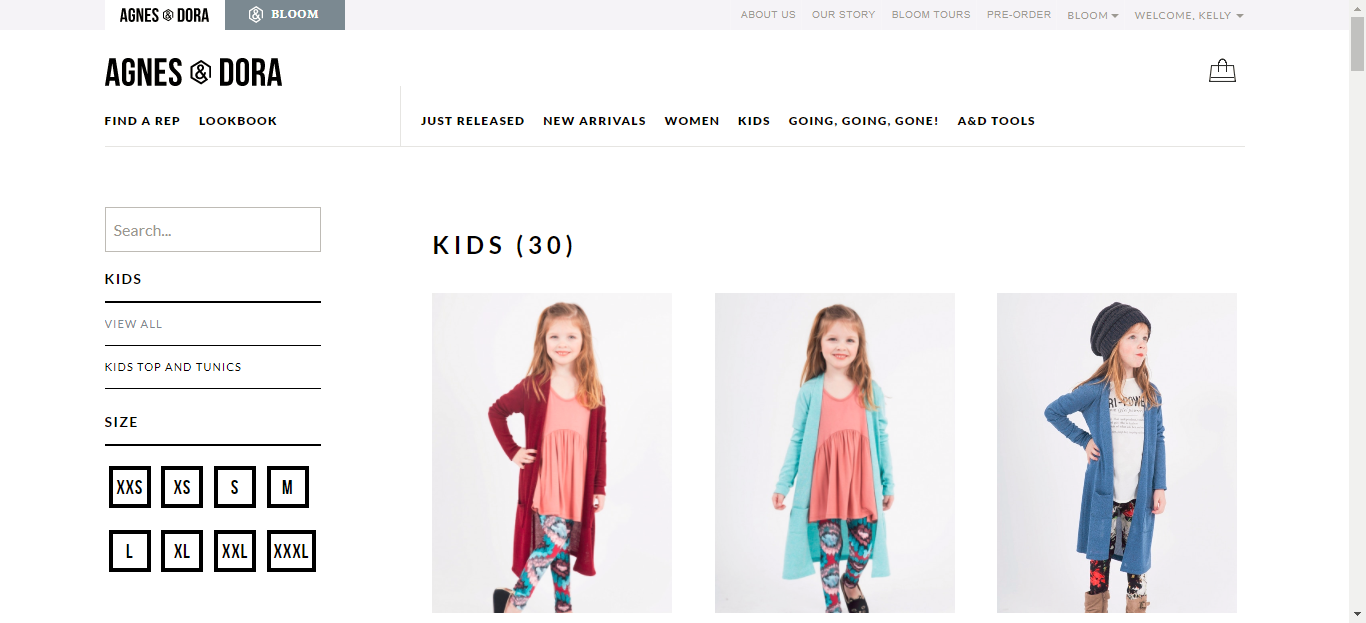 AGNES & DORA
& BLOOM
ABOUT US OUR STORY BLOOM TOURS PRE-ORDER BLOOM WELCOME, KELLY
AGNES & DORA
FIND A REP LOOKBOOK
JUST RELEASED NEW ARRIVALS WOMEN KIDS GOING, GOING, GONE! A&D TOOLS
Search...
KIDS
VIEW ALL
KIDS TOP AND TUNICS
SIZE
XXS XS S M
L XL XXL XXXL
KIDS (30)